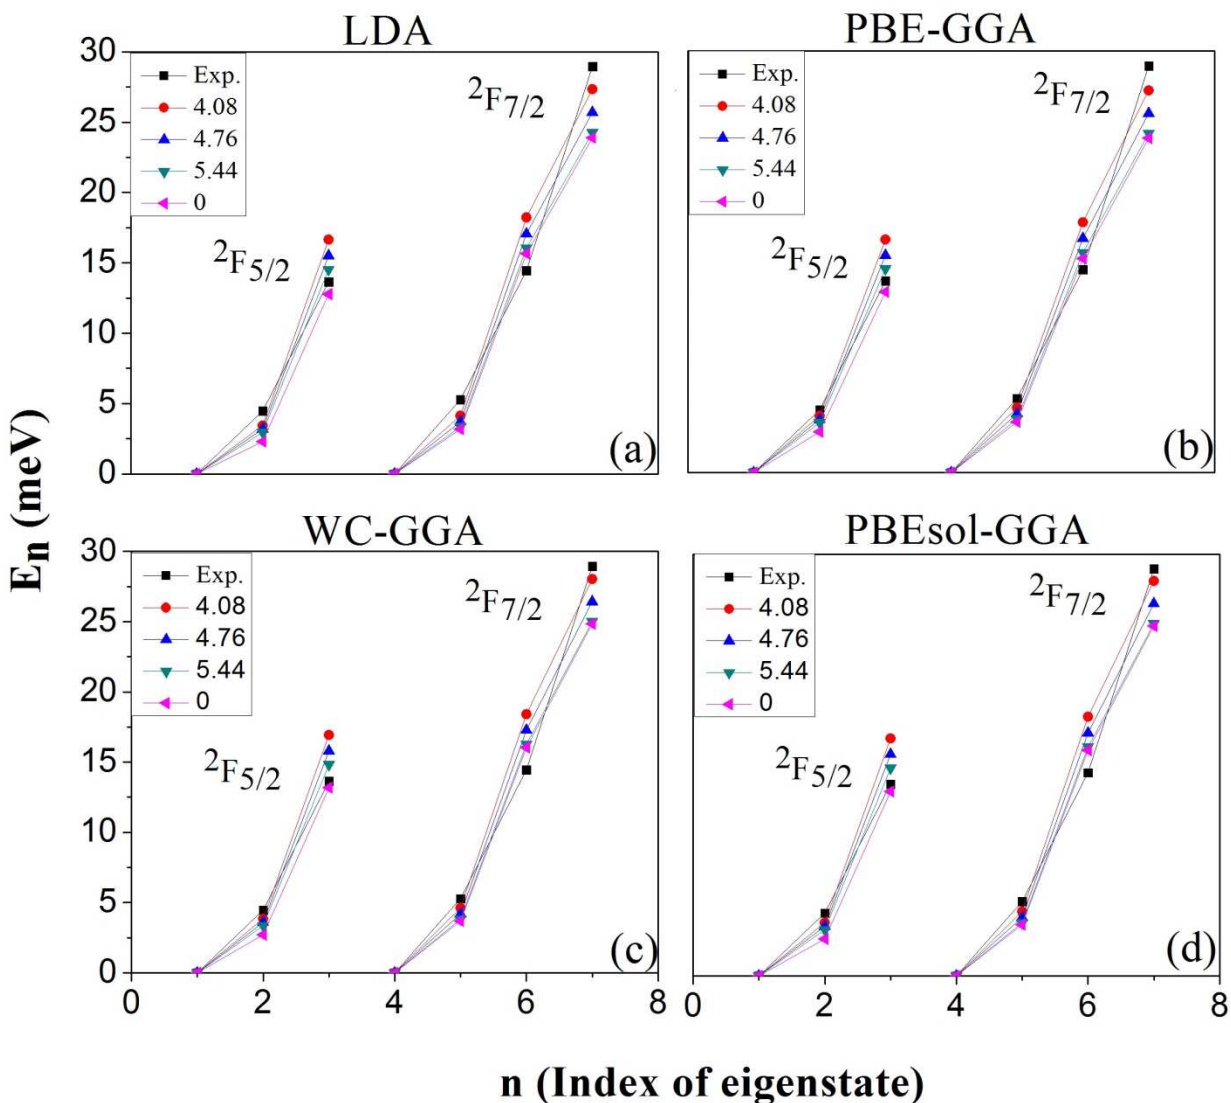 LDA
30
25
20
15
10
5
0
Exp.
4.08
4.76
5.44
0
²F₅/₂
²F₇/₂
(a)
PBE-GGA
Exp.
4.08
4.76
5.44
0
²F₅/₂
²F₇/₂
(b)
Eₙ (meV)
WC-GGA
30
25
20
15
10
5
0
Exp.
4.08
4.76
5.44
0
²F₅/₂
²F₇/₂
(c)
0 2 4 6 8
PBEsol-GGA
Exp.
4.08
4.76
5.44
0
²F₅/₂
²F₇/₂
(d)
0 2 4 6 8
n (Index of eigenstate)